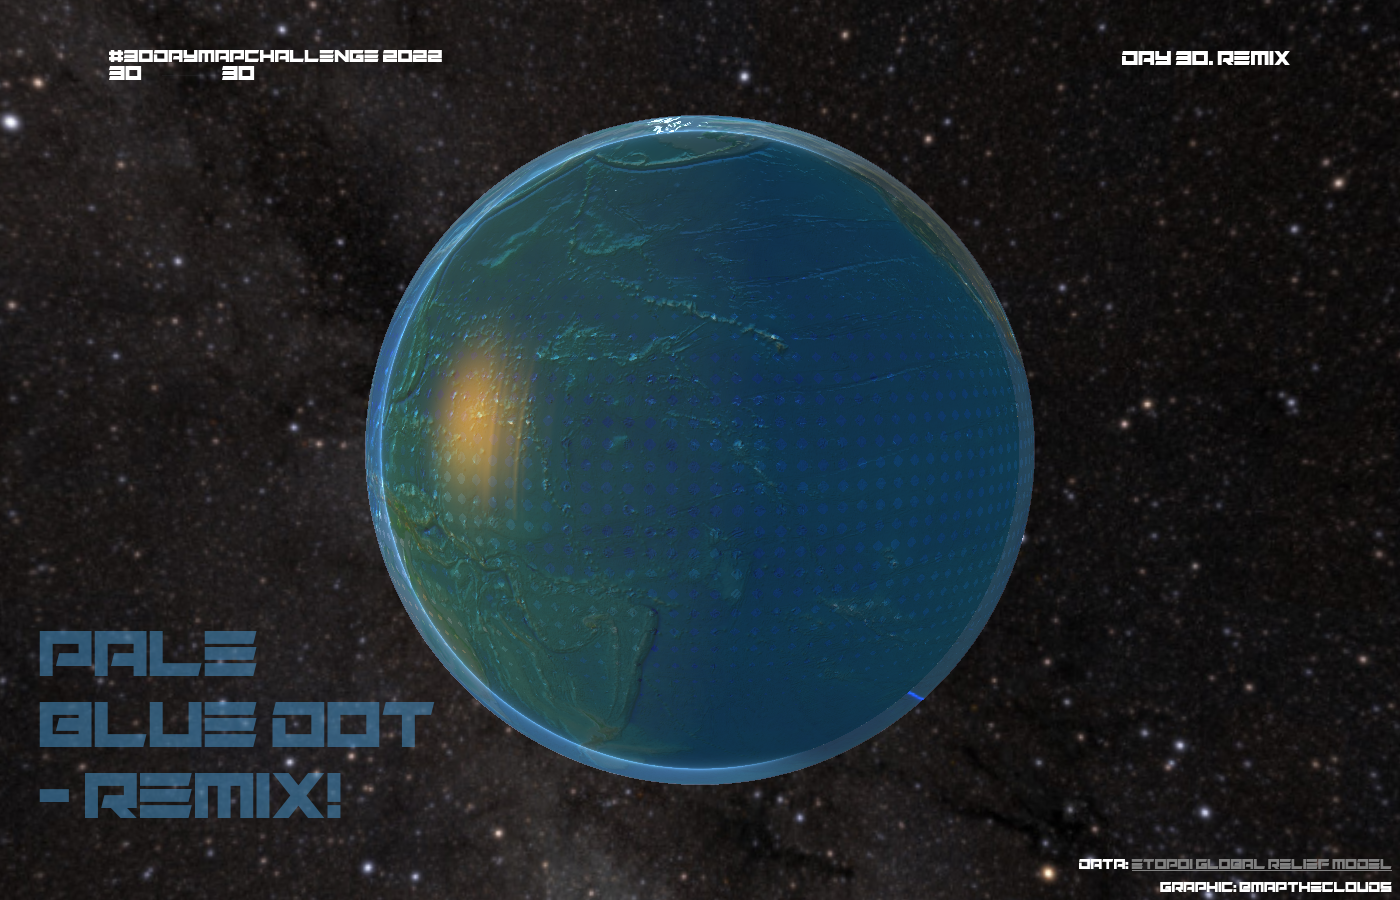 #30DAYMAPCHALLENGE 2022
30 30
DAY 30. REMIX
PALE
BLUE DOT
- REMIX!
DATA: ETOPO1 GLOBAL RELIEF MODEL
GRAPHIC: @MAPTHECLOUDS